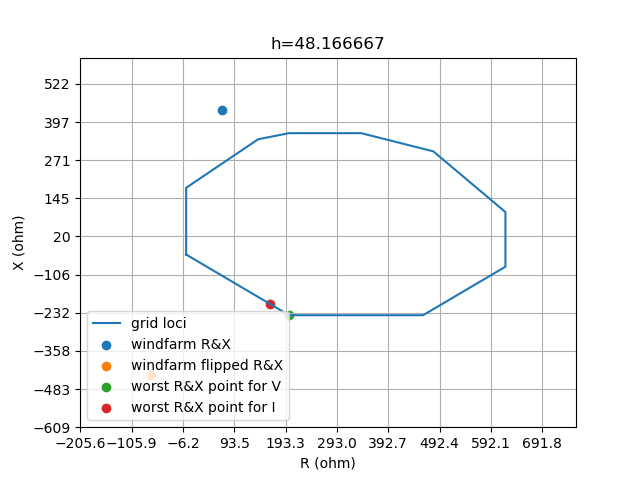 h=48.166667
X (ohm)
522
397
271
145
20
−106
−232
−358
−483
−609
grid loci
windfarm R&X
windfarm flipped R&X
worst R&X point for V
worst R&X point for I
−205.6 −105.9 −6.2 93.5 193.3 293.0 392.7 492.4 592.1 691.8
R (ohm)